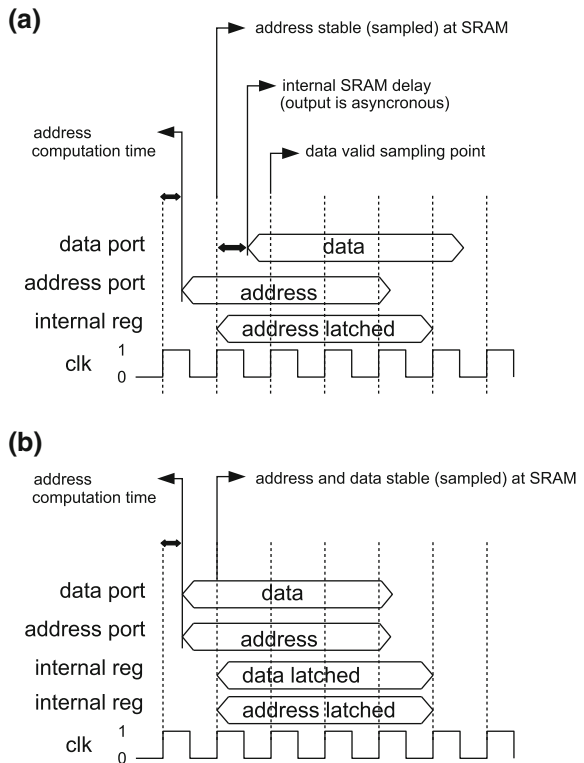 (a)
address stable (sampled) at SRAM
internal SRAM delay
(output is asyncronous)
address
computation time
data valid sampling point
data port
data
address port
address
internal reg
address latched
clk
1
0
(b)
address
computation time
address and data stable (sampled) at SRAM
data port
data
address port
address
internal reg
data latched
internal reg
address latched
clk
1
0